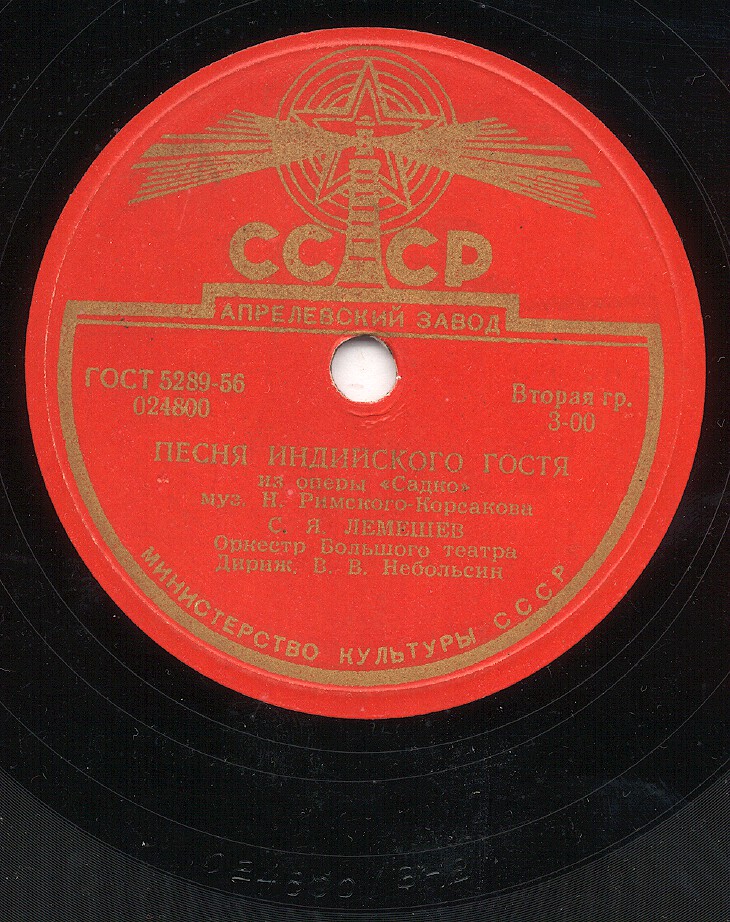 СССР
АПРЕЛЕВСКИЙ ЗАВОД
ГОСТ 5289-56
024800
Вторая гр.
3-00
ПЕСНЯ ИНДИЙСКОГО ГОСТЯ
из оперы «Садко»
муз. Н. Римского-Корсакова
С. Я. ЛЕМЕШЕВ
Оркестр Большого театра
Дириж. В. В. Небольсин
МИНИСТЕРСТВО КУЛЬТУРЫ СССР